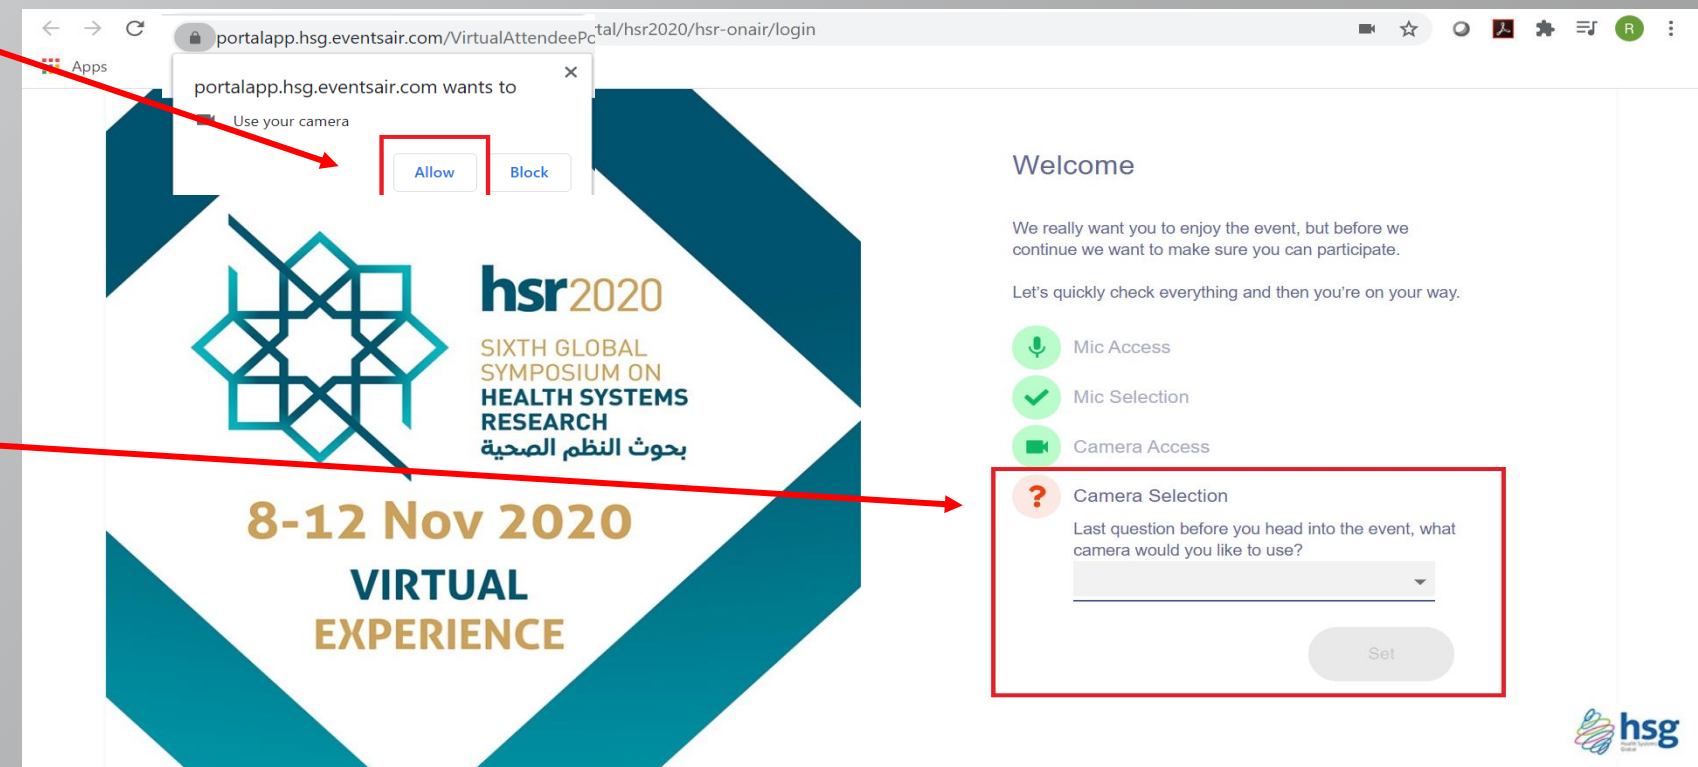 portalapp.hsg.eventsair.com/VirtualAttendeePo
tal/hsr2020/hsr-onair/login
R
Apps
portalapp.hsg.eventsair.com wants to
Use your camera
Allow
Block
hsr2020
SIXTH GLOBAL
SYMPOSIUM ON
HEALTH SYSTEMS
RESEARCH
بحوث النظم الصحية
8-12 Nov 2020
VIRTUAL
EXPERIENCE
Welcome
We really want you to enjoy the event, but before we
continue we want to make sure you can participate.
Let's quickly check everything and then you're on your way.
Mic Access
Mic Selection
Camera Access
? Camera Selection
Last question before you head into the event, what
camera would you like to use?
Set
hsg
Health Systems
Global